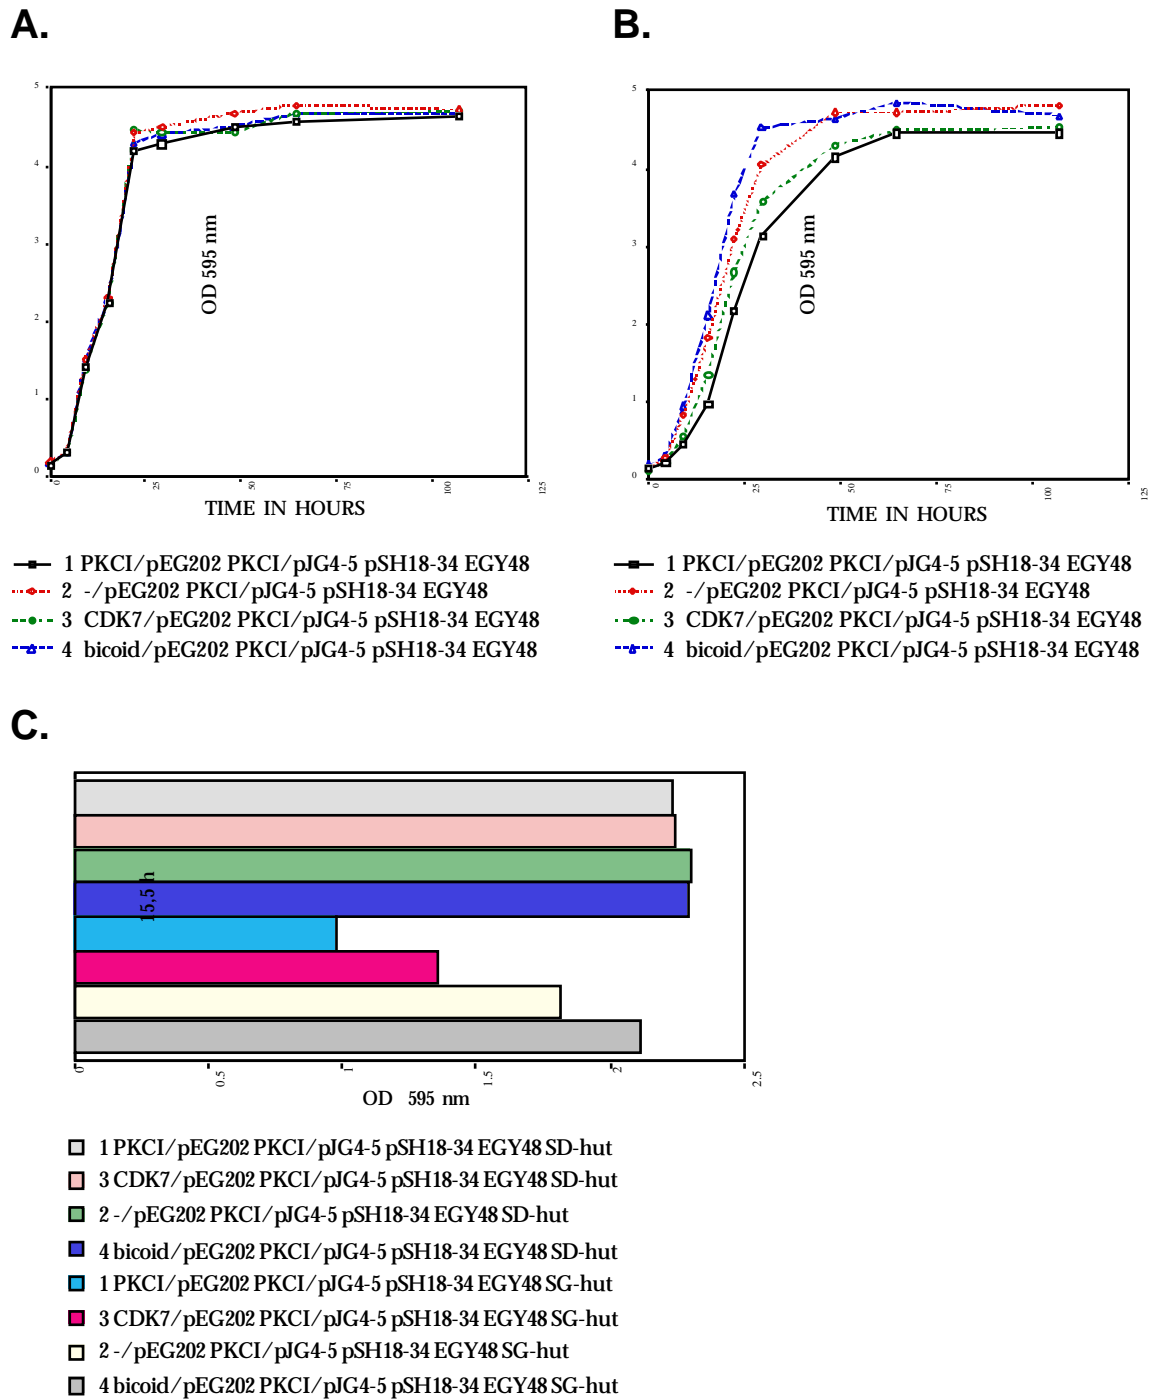 A.
B.
5
4
3
2
1
0
OD 595 nm
0
25
50
75
100
125
TIME IN HOURS
5
4
3
2
1
0
OD 595 nm
0
25
50
75
100
125
TIME IN HOURS
1 PKCI/pEG202 PKCI/pJG4-5 pSH18-34 EGY48
2 -/pEG202 PKCI/pJG4-5 pSH18-34 EGY48
3 CDK7/pEG202 PKCI/pJG4-5 pSH18-34 EGY48
4 bicoid/pEG202 PKCI/pJG4-5 pSH18-34 EGY48
1 PKCI/pEG202 PKCI/pJG4-5 pSH18-34 EGY48
2 -/pEG202 PKCI/pJG4-5 pSH18-34 EGY48
3 CDK7/pEG202 PKCI/pJG4-5 pSH18-34 EGY48
4 bicoid/pEG202 PKCI/pJG4-5 pSH18-34 EGY48
C.
15,5 h
0
0.5
1
1.5
2
2.5
OD 595 nm
1 PKCI/pEG202 PKCI/pJG4-5 pSH18-34 EGY48 SD-hut
3 CDK7/pEG202 PKCI/pJG4-5 pSH18-34 EGY48 SD-hut
2 -/pEG202 PKCI/pJG4-5 pSH18-34 EGY48 SD-hut
4 bicoid/pEG202 PKCI/pJG4-5 pSH18-34 EGY48 SD-hut
1 PKCI/pEG202 PKCI/pJG4-5 pSH18-34 EGY48 SG-hut
3 CDK7/pEG202 PKCI/pJG4-5 pSH18-34 EGY48 SG-hut
2 -/pEG202 PKCI/pJG4-5 pSH18-34 EGY48 SG-hut
4 bicoid/pEG202 PKCI/pJG4-5 pSH18-34 EGY48 SG-hut